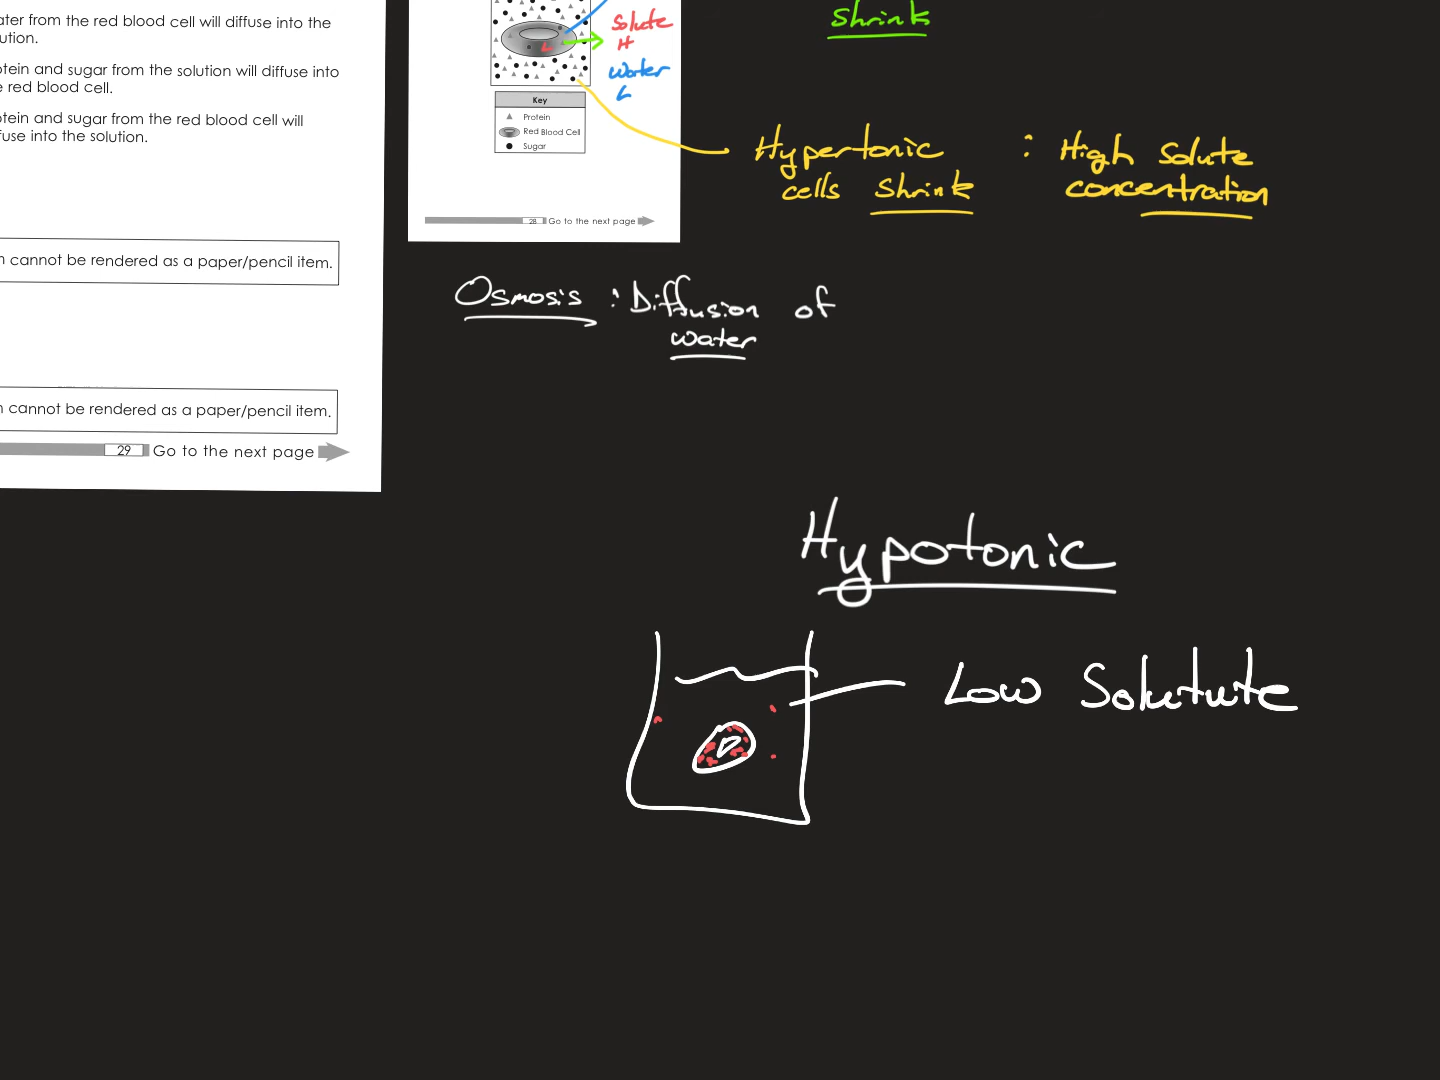 ater from the red blood cell will diffuse into the
ution.
otein and sugar from the solution will diffuse into
e red blood cell.
otein and sugar from the red blood cell will
fuse into the solution.
n cannot be rendered as a paper/pencil item.
n cannot be rendered as a paper/pencil item.
29 Go to the next page
Solute
H
water
L
L
Key
Protein
Red Blood Cell
Sugar
28 Go to the next page
Shrink
Hypertonic : High Solute
cells shrink concentration
Osmosis : Diffusion of
water
Hypotonic
Low Solutute